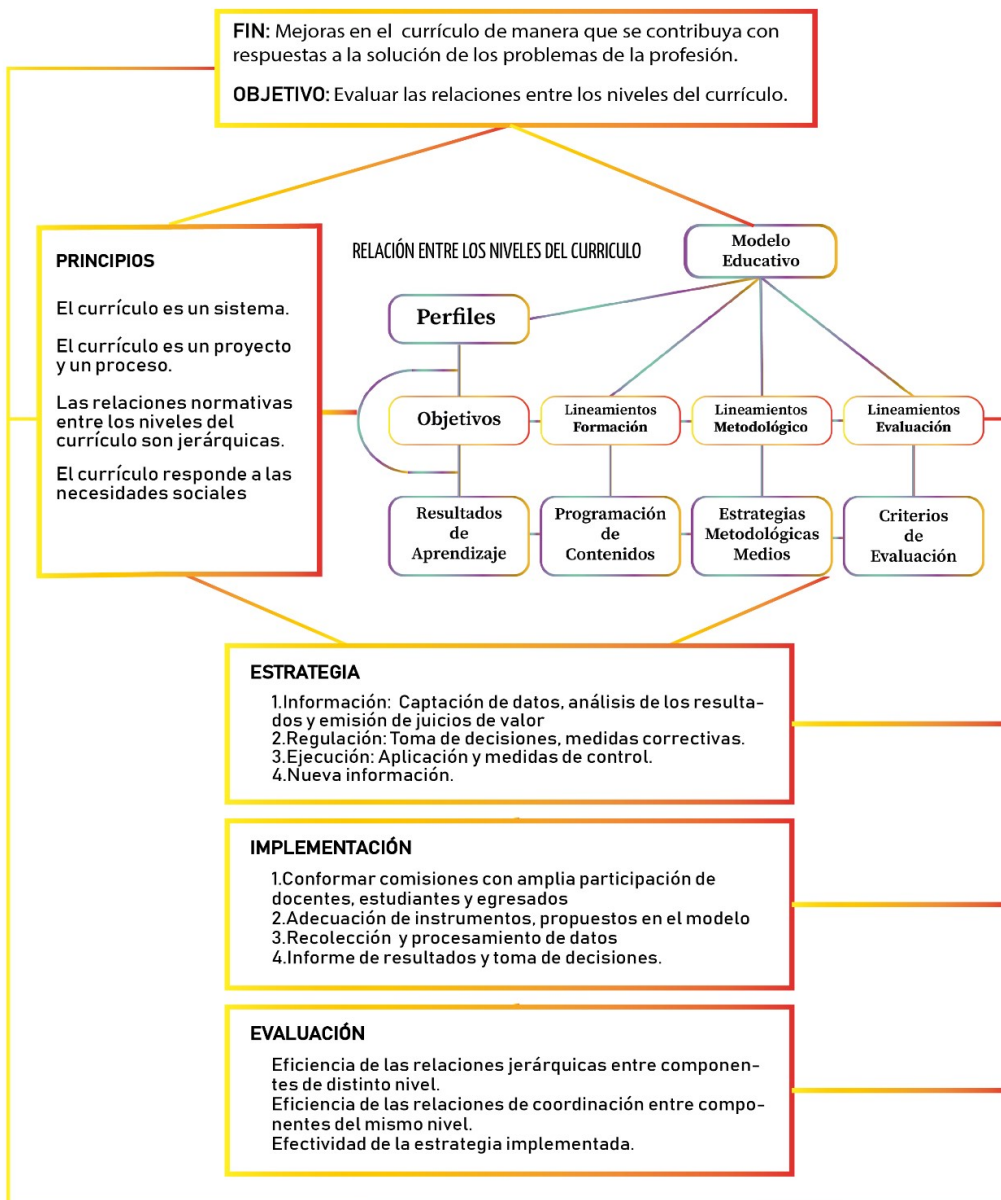 FIN: Mejoras en el currículo de manera que se contribuya con
respuestas a la solución de los problemas de la profesión.
OBJETIVO: Evaluar las relaciones entre los niveles del currículo.
PRINCIPIOS
El currículo es un sistema.
El currículo es un proyecto
y un proceso.
Las relaciones normativas
entre los niveles del
currículo son jerárquicas.
El currículo responde a las
necesidades sociales
RELACIÓN ENTRE LOS NIVELES DEL CURRICULO
Modelo
Educativo
Perfiles
Objetivos
Lineamientos
Formación
Lineamientos
Metodológico
Lineamientos
Evaluación
Resultados
de
Aprendizaje
Programación
de
Contenidos
Estrategias
Metodológicas
Medios
Criterios
de
Evaluación
ESTRATEGIA
1.Información: Captación de datos, análisis de los resulta-
dos y emisión de juicios de valor
2.Regulación: Toma de decisiones, medidas correctivas.
3.Ejecución: Aplicación y medidas de control.
4.Nueva información.
IMPLEMENTACIÓN
1.Conformar comisiones con amplia participación de
docentes, estudiantes y egresados
2.Adecuación de instrumentos, propuestos en el modelo
3.Recolección y procesamiento de datos
4.Informe de resultados y toma de decisiones.
EVALUACIÓN
Eficiencia de las relaciones jerárquicas entre componen-
tes de distinto nivel.
Eficiencia de las relaciones de coordinación entre compo-
nentes del mismo nivel.
Efectividad de la estrategia implementada.